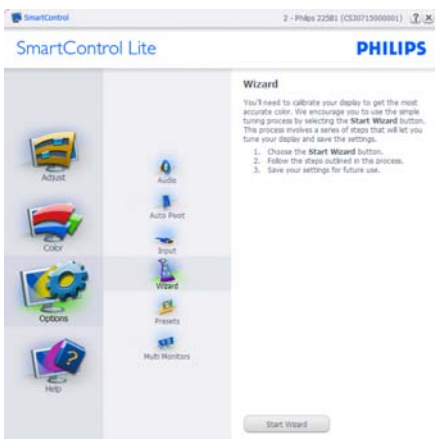 SmartControl
2 - Philips 225B1 (CS30715000001)
SmartControl Lite
PHILIPS
Adjust
Color
Options
Help
Audio
Auto Pivot
Input
Wizard
Presets
Multi Monitors
Wizard
You'll need to calibrate your display to get the most
accurate color. We encourage you to use the simple
tuning process by selecting the Start Wizard button.
This process involves a series of steps that will let you
tune your display and save the settings.
1. Choose the Start Wizard button.
2. Follow the steps outlined in the process.
3. Save your settings for future use.
Start Wizard